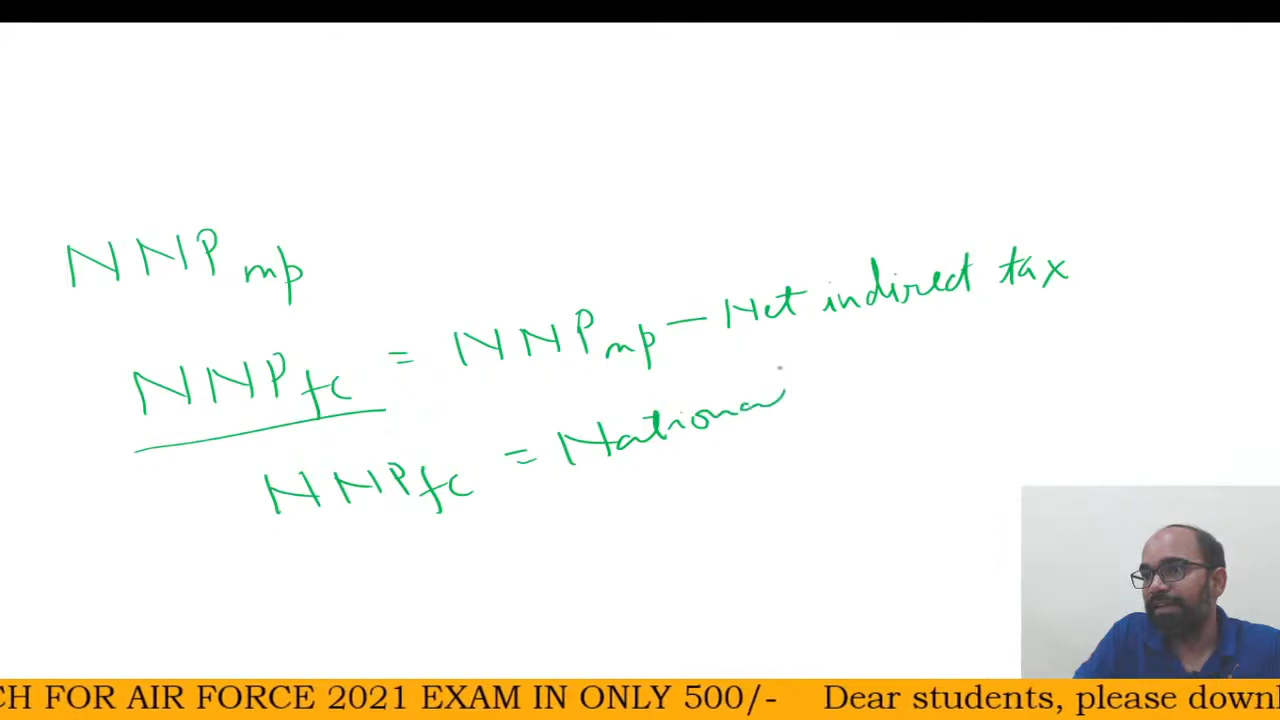 NNP mp
NNP fc = NNP mp - Net indirect tax
NNP fc = Nationa
CH FOR AIR FORCE 2021 EXAM IN ONLY 500/- Dear students, please downl